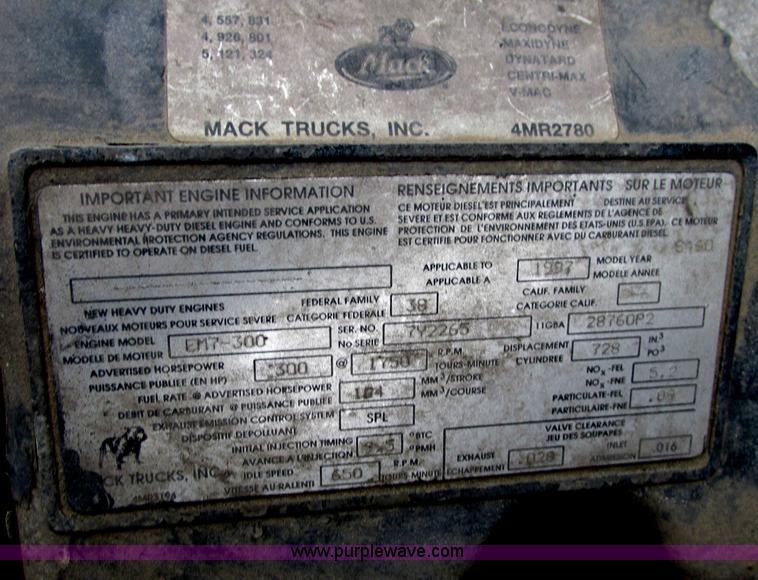 4, 557, 831
4, 926, 801
5, 121, 324
Mack
ECONODYNE
MAXIDYNE
DYNATARD
CENTRI-MAX
V-MAC
MACK TRUCKS, INC. 4MR2780
IMPORTANT ENGINE INFORMATION
THIS ENGINE HAS A PRIMARY INTENDED SERVICE APPLICATION
AS A HEAVY HEAVY-DUTY DIESEL ENGINE AND CONFORMS TO U.S.
ENVIRONMENTAL PROTECTION AGENCY REGULATIONS. THIS ENGINE
IS CERTIFIED TO OPERATE ON DIESEL FUEL.
RENSEIGNEMENTS IMPORTANTS SUR LE MOTEUR
CE MOTEUR DIESEL EST PRINCIPALEMENT DESTINE AU SERVICE
SEVERE ET EST CONFORME AUX REGLEMENTS DE L'AGENCE DE
PROTECTION DE L'ENVIRONNEMENT DES ETATS-UNIS (U.S. EPA). CE MOTEUR
EST CERTIFIE POUR FONCTIONNER AVEC DU CARBURANT DIESEL.
APPLICABLE TO 1997 MODEL YEAR
APPLICABLE A MODELE ANNEE
NEW HEAVY DUTY ENGINES FEDERAL FAMILY 38 CALIF. FAMILY
NOUVEAUX MOTEURS POUR SERVICE SEVERE CATEGORIE FEDERALE CATEGORIE CALIF.
ENGINE MODEL EM7-300 SER. NO. 7Y2265 11GBA 28760P2
MODELE DE MOTEUR No SERIE
ADVERTISED HORSEPOWER 300 @ 1750 R.P.M. DISPLACEMENT 728 IN³
PUISSANCE PUBLIEE (EN HP) TOURS-MINUTE CYLINDREE PO³
FUEL RATE @ ADVERTISED HORSEPOWER 184 MM³/STROKE NOx-FEL 5.2
DEBIT DE CARBURANT @ PUISSANCE PUBLIEE MM³/COURSE NOx-FNE
EXHAUST EMISSION CONTROL SYSTEM SPL PARTICULATE-FEL
DISPOSITIF DEPOLLUANT PARTICULAIRE-FNE
INITIAL INJECTION TIMING °BTC VALVE CLEARANCE
AVANCE A L'INJECTION °PMH JEU DES SOUPAPES
IDLE SPEED 650 R.P.M. EXHAUST .028 INLET .016
VITESSE AU RALENTI TOURS-MINUTE ECHAPPEMENT ADMISSION
CK TRUCKS, INC.
www.purplewave.com